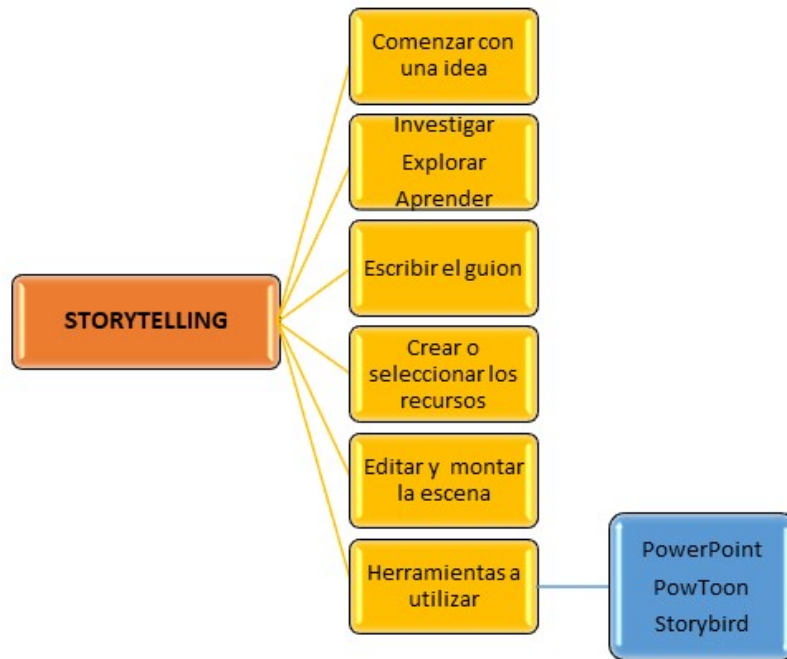 Comenzar con
una idea
Investigar
Explorar
Aprender
Escribir el guion
STORYTELLING
Crear o
seleccionar los
recursos
Editar y montar
la escena
Herramientas a
utilizar
PowerPoint
PowToon
Storybird